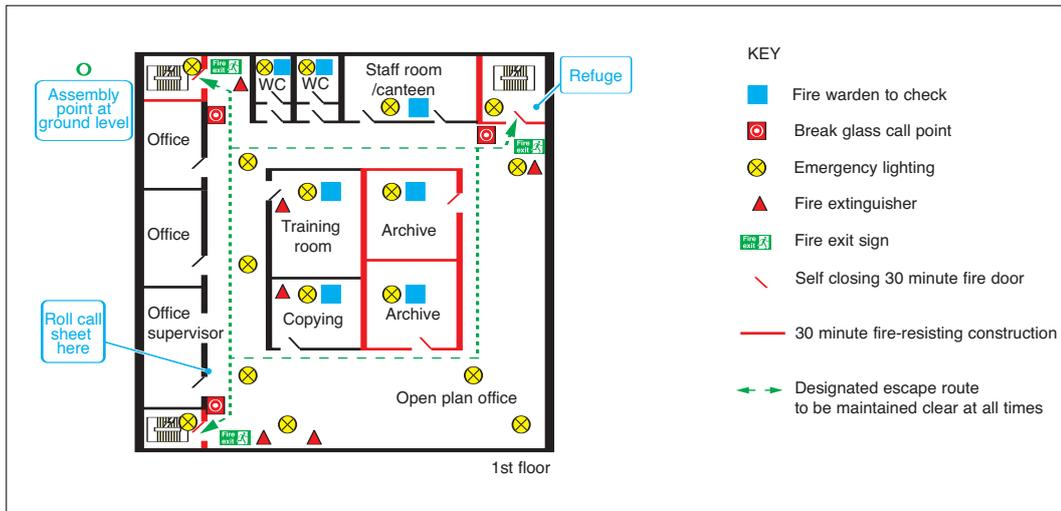 Assembly
point at
ground level
Fire
exit
WC
WC
Staff room
/canteen
Refuge
Office
Fire
exit
Office
Training
room
Archive
Roll call
sheet
here
Office
supervisor
Copying
Archive
Open plan office
Fire
exit
1st floor
KEY
Fire warden to check
Break glass call point
Emergency lighting
Fire extinguisher
Fire
exit
Fire exit sign
Self closing 30 minute fire door
30 minute fire-resisting construction
Designated escape route
to be maintained clear at all times